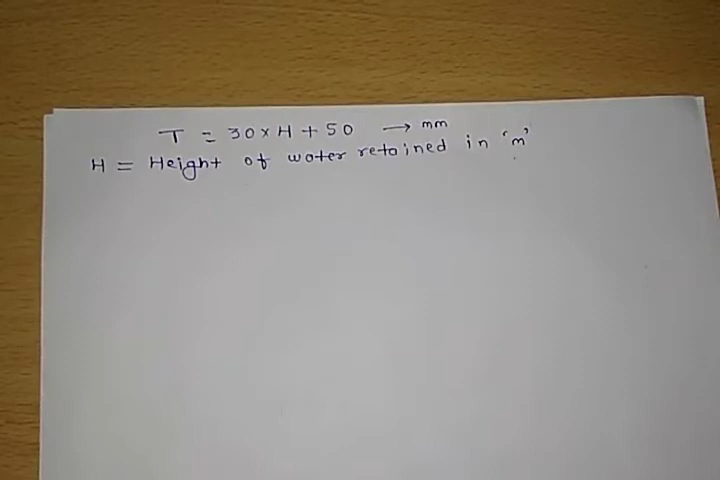 T = 30 x H + 50 → mm
H = Height of water retained in 'm'